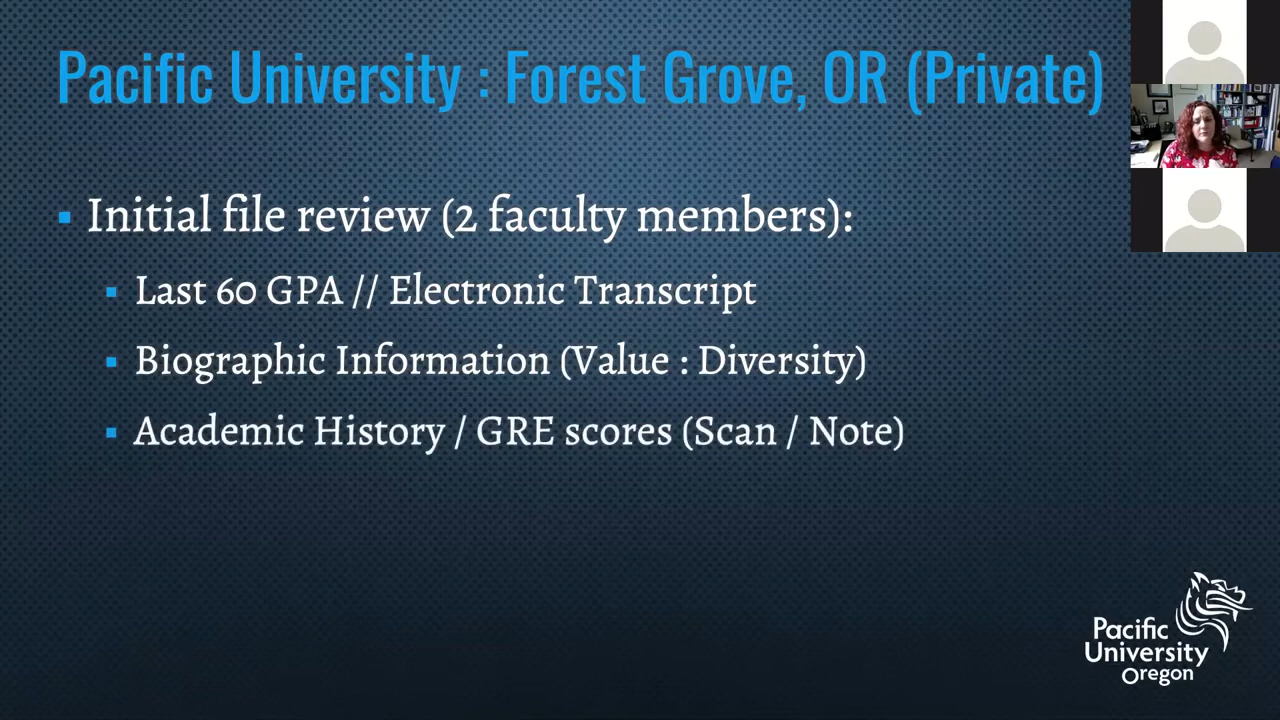 Pacific University : Forest Grove, OR (Private)
Initial file review (2 faculty members):
Last 60 GPA // Electronic Transcript
Biographic Information (Value : Diversity)
Academic History / GRE scores (Scan / Note)
Pacific
University
Oregon